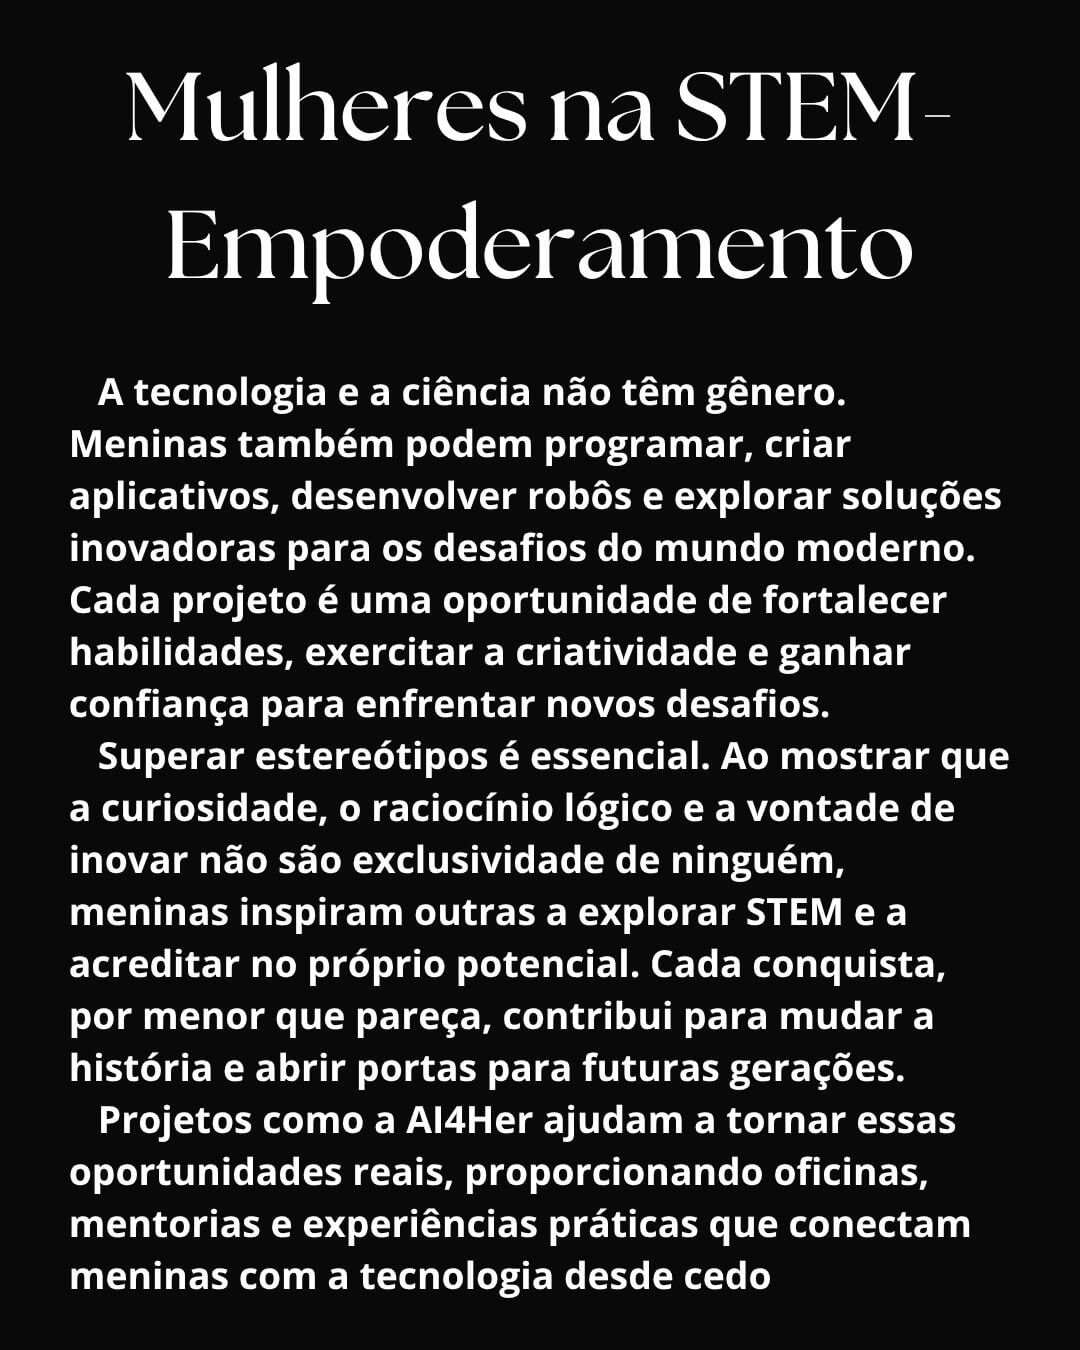 Mulheres na STEM-
Empoderamento
A tecnologia e a ciência não têm gênero.
Meninas também podem programar, criar
aplicativos, desenvolver robôs e explorar soluções
inovadoras para os desafios do mundo moderno.
Cada projeto é uma oportunidade de fortalecer
habilidades, exercitar a criatividade e ganhar
confiança para enfrentar novos desafios.
Superar estereótipos é essencial. Ao mostrar que
a curiosidade, o raciocínio lógico e a vontade de
inovar não são exclusividade de ninguém,
meninas inspiram outras a explorar STEM e a
acreditar no próprio potencial. Cada conquista,
por menor que pareça, contribui para mudar a
história e abrir portas para futuras gerações.
Projetos como a AI4Her ajudam a tornar essas
oportunidades reais, proporcionando oficinas,
mentorias e experiências práticas que conectam
meninas com a tecnologia desde cedo